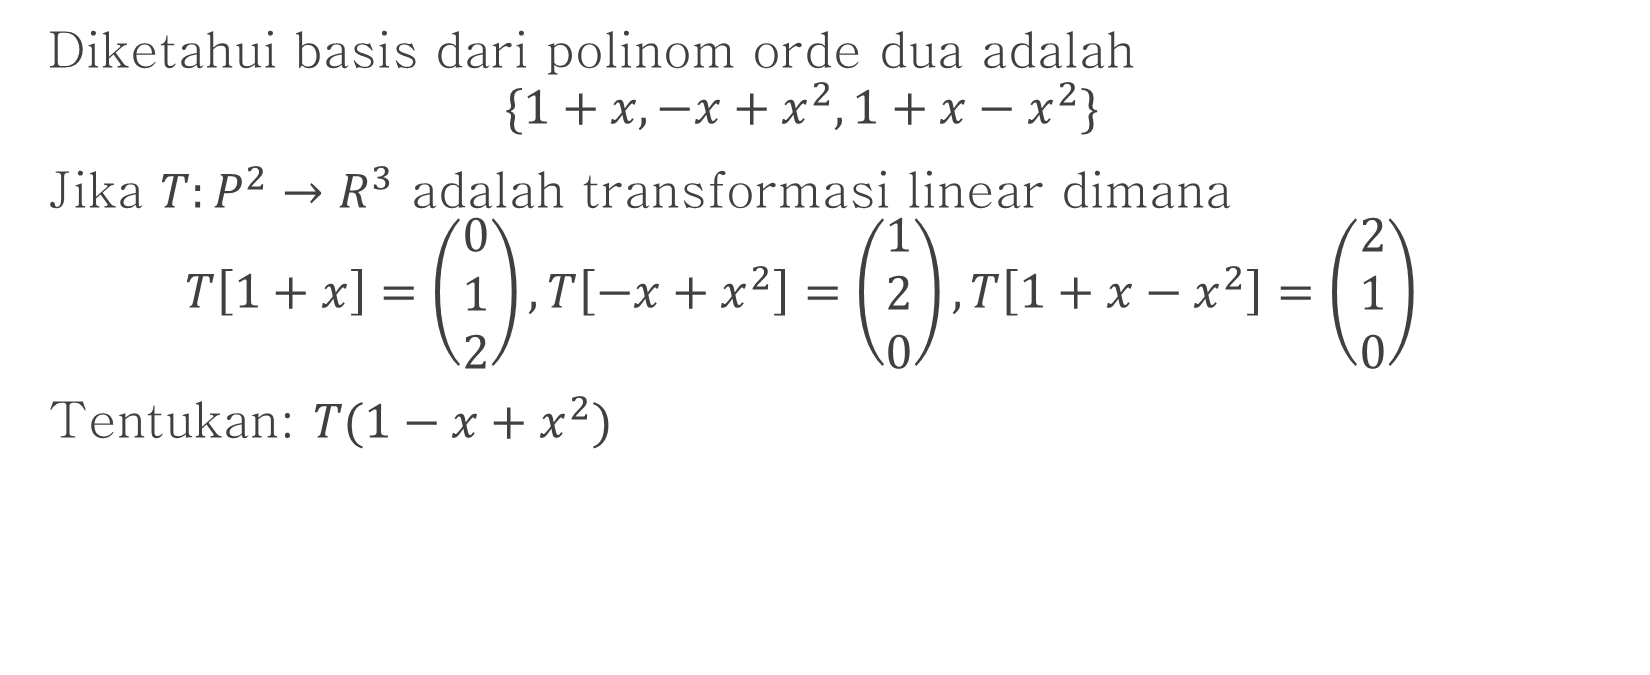 Diketahui basis dari polinom orde dua adalah
{1 + x, −x + x², 1 + x − x²}
Jika T: P² → R³ adalah transformasi linear dimana
T[1 + x] = (0 1 2), T[−x + x²] = (1 2 0), T[1 + x − x²] = (2 1 0)
Tentukan: T(1 − x + x²)